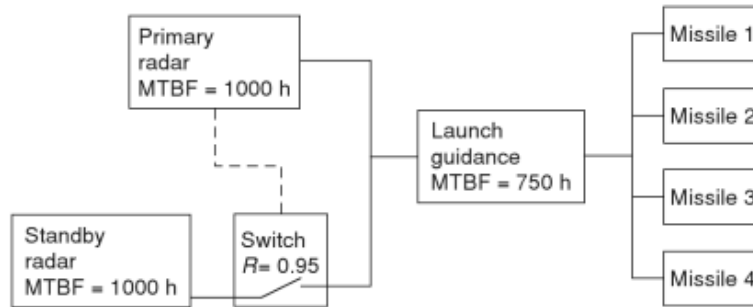 Primary
radar
MTBF = 1000 h
Standby
radar
MTBF = 1000 h
Switch
R= 0.95
Launch
guidance
MTBF = 750 h
Missile 1
Missile 2
Missile 3
Missile 4